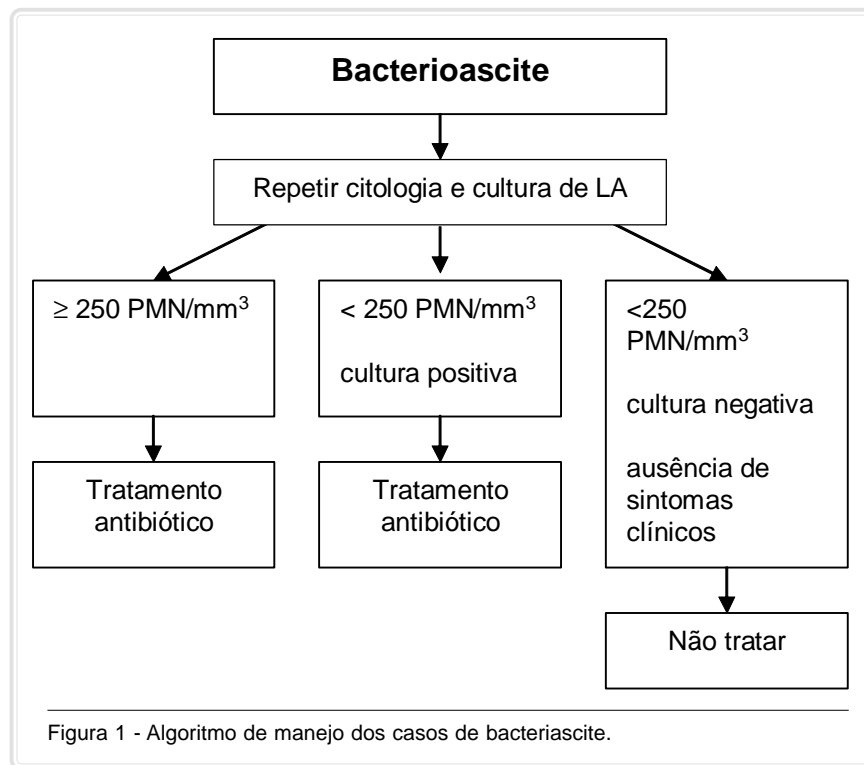 Bacterioascite
Repetir citologia e cultura de LA
≥ 250 PMN/mm³
< 250 PMN/mm³
cultura positiva
<250
PMN/mm³
cultura negativa
ausência de
sintomas
clínicos
Tratamento
antibiótico
Tratamento
antibiótico
Não tratar
Figura 1 - Algoritmo de manejo dos casos de bacteriascite.